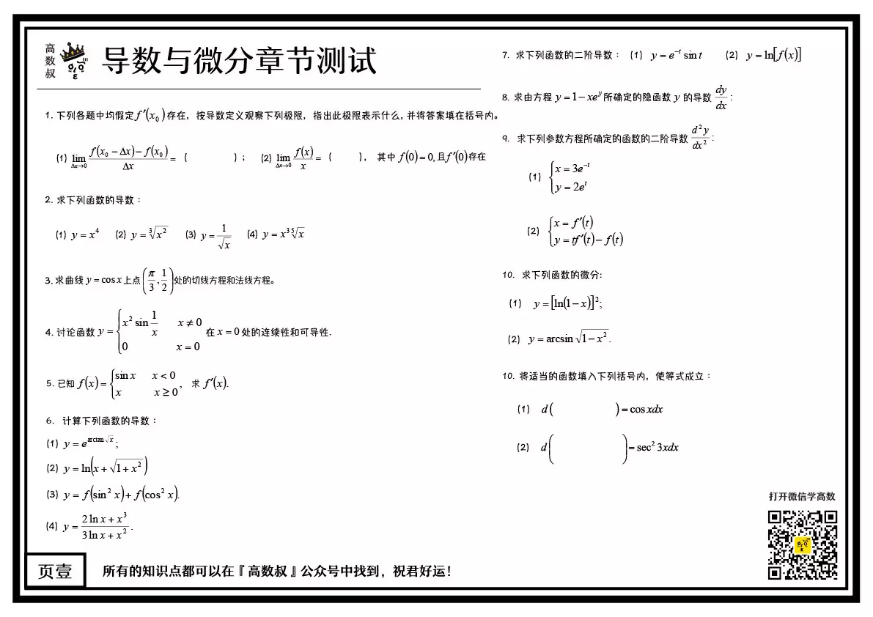 高数叔
导数与微分章节测试
1. 下列各题中均假定 f′(x₀) 存在，按导数定义观察下列极限，指出此极限表示什么，并将答案填在括号内。
(1) lim_{Δx→0} [f(x₀ − Δx) − f(x₀)]/Δx = ( ); (2) lim_{Δx→0} f(x)/x = ( ), 其中 f(0) = 0, 且 f′(0) 存在
2. 求下列函数的导数：
(1) y = x⁴ (2) y = ∛(x²) (3) y = 1/√x (4) y = x³ ⁵√x
3. 求曲线 y = cos x 上点 (π/3, 1/2) 处的切线方程和法线方程。
4. 讨论函数 y = { x² sin(1/x) x ≠ 0; 0 x = 0 在 x = 0 处的连续性和可导性.
5. 已知 f(x) = { sin x x < 0; x x ≥ 0, 求 f′(x).
6. 计算下列函数的导数：
(1) y = e^{arctan √x};
(2) y = ln(x + √(1 + x²))
(3) y = f(sin² x) + f(cos² x).
(4) y = (2 ln x + x³)/(3 ln x + x²).
7. 求下列函数的二阶导数： (1) y = e⁻ᵗ sin t (2) y = ln[f(x)]
8. 求由方程 y = 1 − xeʸ 所确定的隐函数 y 的导数 dy/dx :
9. 求下列参数方程所确定的函数的二阶导数 d²y/dx² :
(1) { x = 3e⁻ᵗ; y = 2eᵗ
(2) { x = f′(t); y = tf′(t) − f(t)
10. 求下列函数的微分:
(1) y = [ln(1 − x)]²;
(2) y = arcsin √(1 − x²).
10. 将适当的函数填入下列括号内，使等式成立：
(1) d( ) = cos xdx
(2) d( ) = sec² 3xdx
打开微信学高数
页壹
所有的知识点都可以在『高数叔』公众号中找到，祝君好运！